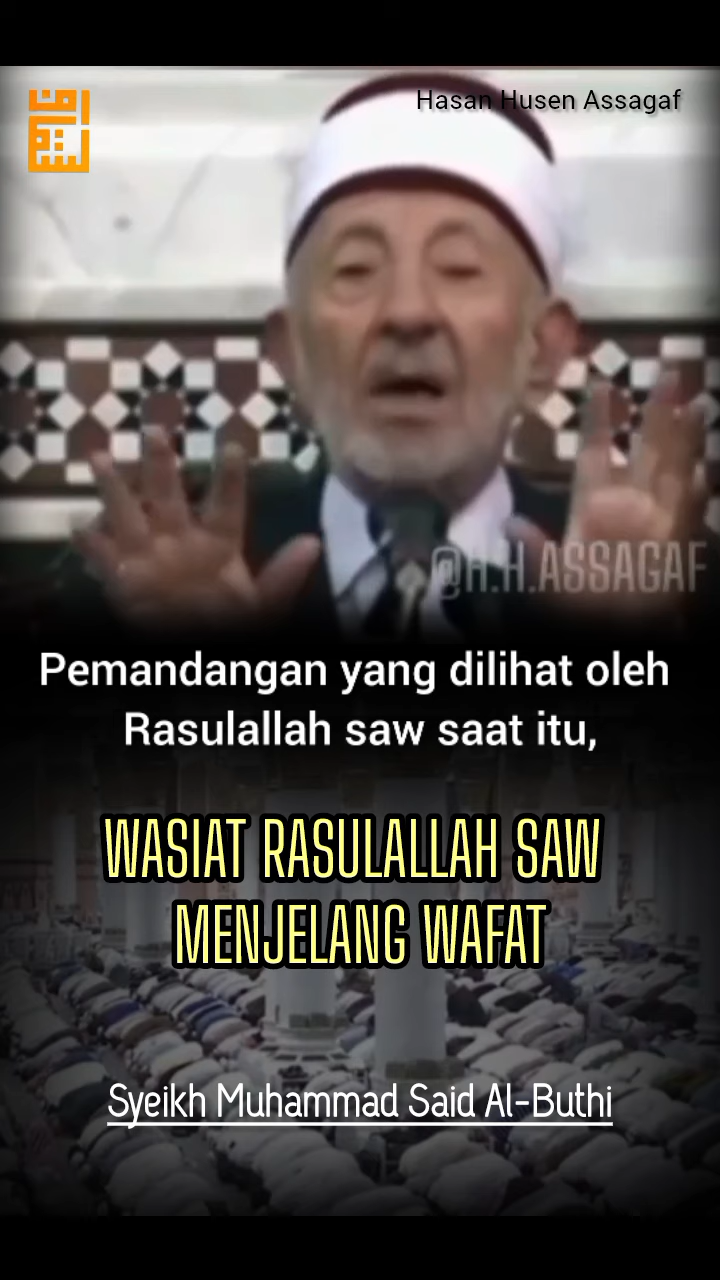 Hasan Husen Assagaf
@H.H.ASSAGAF
Pemandangan yang dilihat oleh
Rasulallah saw saat itu,
WASIAT RASULALLAH SAW
MENJELANG WAFAT
Syeikh Muhammad Said Al-Buthi